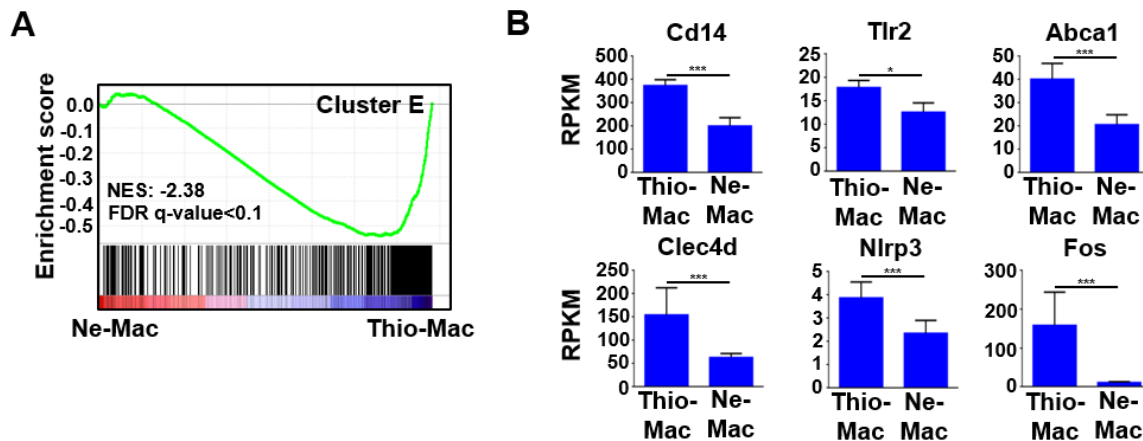 A
Enrichment score
0.0
-0.1
-0.2
-0.3
-0.4
-0.5
Cluster E
NES: -2.38
FDR q-value<0.1
Ne-Mac Thio-Mac
B
Cd14
RPKM
500
400
300
200
100
0
***
Thio-Mac
Ne-Mac
Tlr2
25
20
15
10
5
0
*
Thio-Mac
Ne-Mac
Abca1
50
40
30
20
10
0
***
Thio-Mac
Ne-Mac
Clec4d
RPKM
250
200
150
100
50
0
***
Thio-Mac
Ne-Mac
Nlrp3
5
4
3
2
1
0
***
Thio-Mac
Ne-Mac
Fos
300
200
100
0
***
Thio-Mac
Ne-Mac